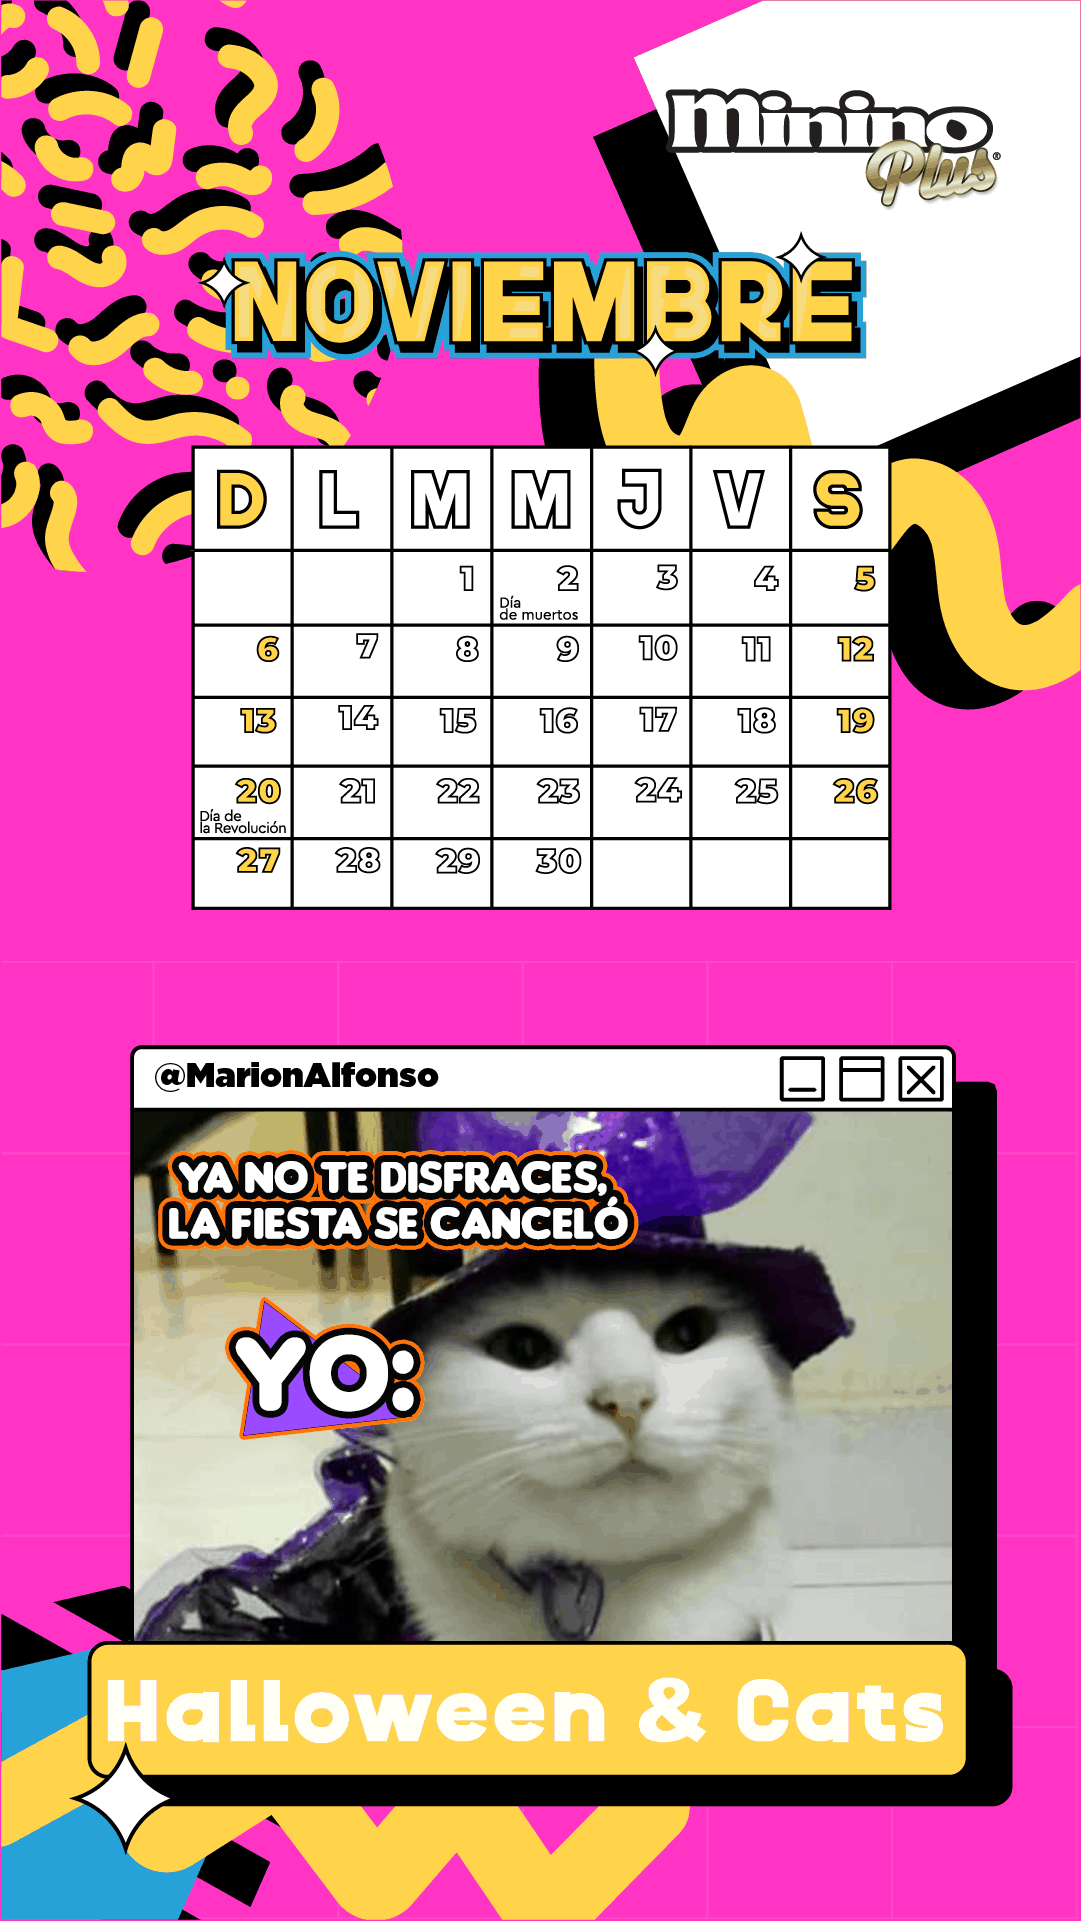 Minino
Plus®
NOVIEMBRE
D L M M J V S
1 2 3 4 5
Día
de muertos
6 7 8 9 10 11 12
13 14 15 16 17 18 19
20 21 22 23 24 25 26
Día de
la Revolución
27 28 29 30
@MarionAlfonso
YA NO TE DISFRACES,
LA FIESTA SE CANCELÓ
YO:
Halloween & Cats